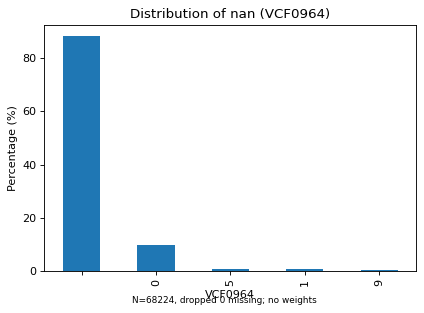 Distribution of nan (VCF0964)
Percentage (%)
80
60
40
20
0
0
5
1
9
VCF0964
N=68224, dropped 0 missing; no weights